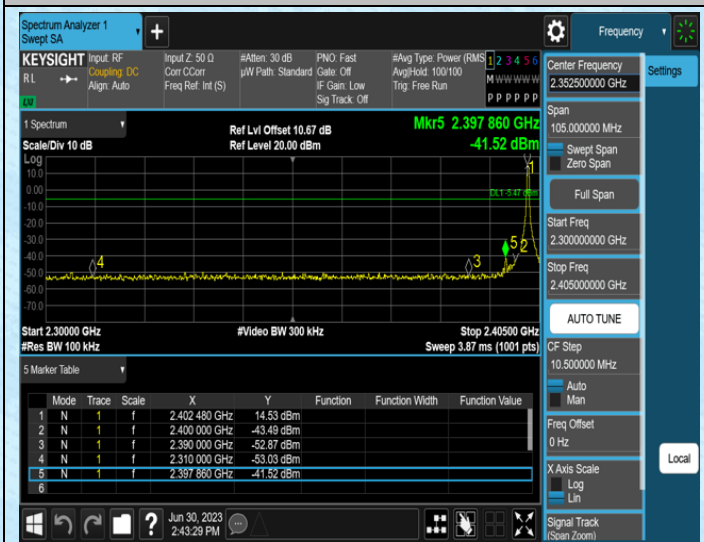 Spectrum Analyzer 1
Swept SA
+
Frequency
KEYSIGHT
RL
LXI
Input: RF
Coupling: DC
Align: Auto
Input Z: 50 Ω
Corr CCorr
Freq Ref: Int (S)
#Atten: 30 dB
µW Path: Standard
PNO: Fast
Gate: Off
IF Gain: Low
Sig Track: Off
#Avg Type: Power (RMS
Avg|Hold: 100/100
Trig: Free Run
1 2 3 4 5 6
M W W W W W
P P P P P P
1 Spectrum
Scale/Div 10 dB
Ref Lvl Offset 10.67 dB
Ref Level 20.00 dBm
Mkr5 2.397 860 GHz
-41.52 dBm
Log
10.0
0.00
-10.0
-20.0
-30.0
-40.0
-50.0
-60.0
-70.0
DL1 -5.47 dBm
1
2
3
4
5
Start 2.30000 GHz
#Res BW 100 kHz
#Video BW 300 kHz
Stop 2.40500 GHz
Sweep 3.87 ms (1001 pts)
5 Marker Table
Mode Trace Scale X Y Function Function Width Function Value
1 N 1 f 2.402 480 GHz 14.53 dBm
2 N 1 f 2.400 000 GHz -43.49 dBm
3 N 1 f 2.390 000 GHz -52.87 dBm
4 N 1 f 2.310 000 GHz -53.03 dBm
5 N 1 f 2.397 860 GHz -41.52 dBm
6
?
Jun 30, 2023
2:43:29 PM
Center Frequency
2.352500000 GHz
Span
105.000000 MHz
Swept Span
Zero Span
Full Span
Start Freq
2.300000000 GHz
Stop Freq
2.405000000 GHz
AUTO TUNE
CF Step
10.500000 MHz
Auto
Man
Freq Offset
0 Hz
X Axis Scale
Log
Lin
Signal Track
(Span Zoom)
Settings
Local